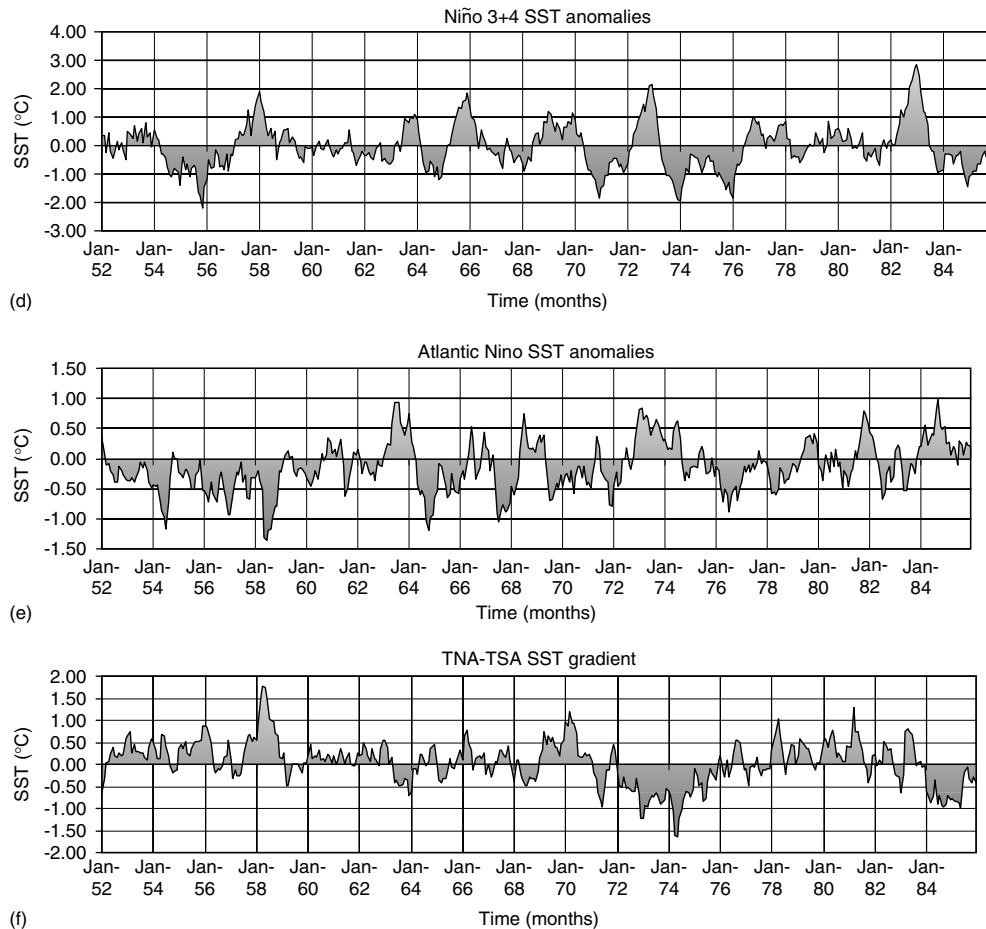 Niño 3+4 SST anomalies
4.00
3.00
2.00
1.00
0.00
-1.00
-2.00
-3.00
SST (°C)
Jan- Jan- Jan- Jan- Jan- Jan- Jan- Jan- Jan- Jan- Jan- Jan- Jan- Jan- Jan- Jan- Jan-
52 54 56 58 60 62 64 66 68 70 72 74 76 78 80 82 84
(d) Time (months)
Atlantic Nino SST anomalies
1.50
1.00
0.50
0.00
-0.50
-1.00
-1.50
SST (°C)
Jan- Jan- Jan- Jan- Jan- Jan- Jan- Jan- Jan- Jan- Jan- Jan- Jan- Jan- Jan- Jan- Jan-
52 54 56 58 60 62 64 66 68 70 72 74 76 78 80 82 84
(e) Time (months)
TNA-TSA SST gradient
2.00
1.50
1.00
0.50
0.00
-0.50
-1.00
-1.50
-2.00
SST (°C)
Jan- Jan- Jan- Jan- Jan- Jan- Jan- Jan- Jan- Jan- Jan- Jan- Jan- Jan- Jan- Jan- Jan-
52 54 56 58 60 62 64 66 68 70 72 74 76 78 80 82 84
(f) Time (months)